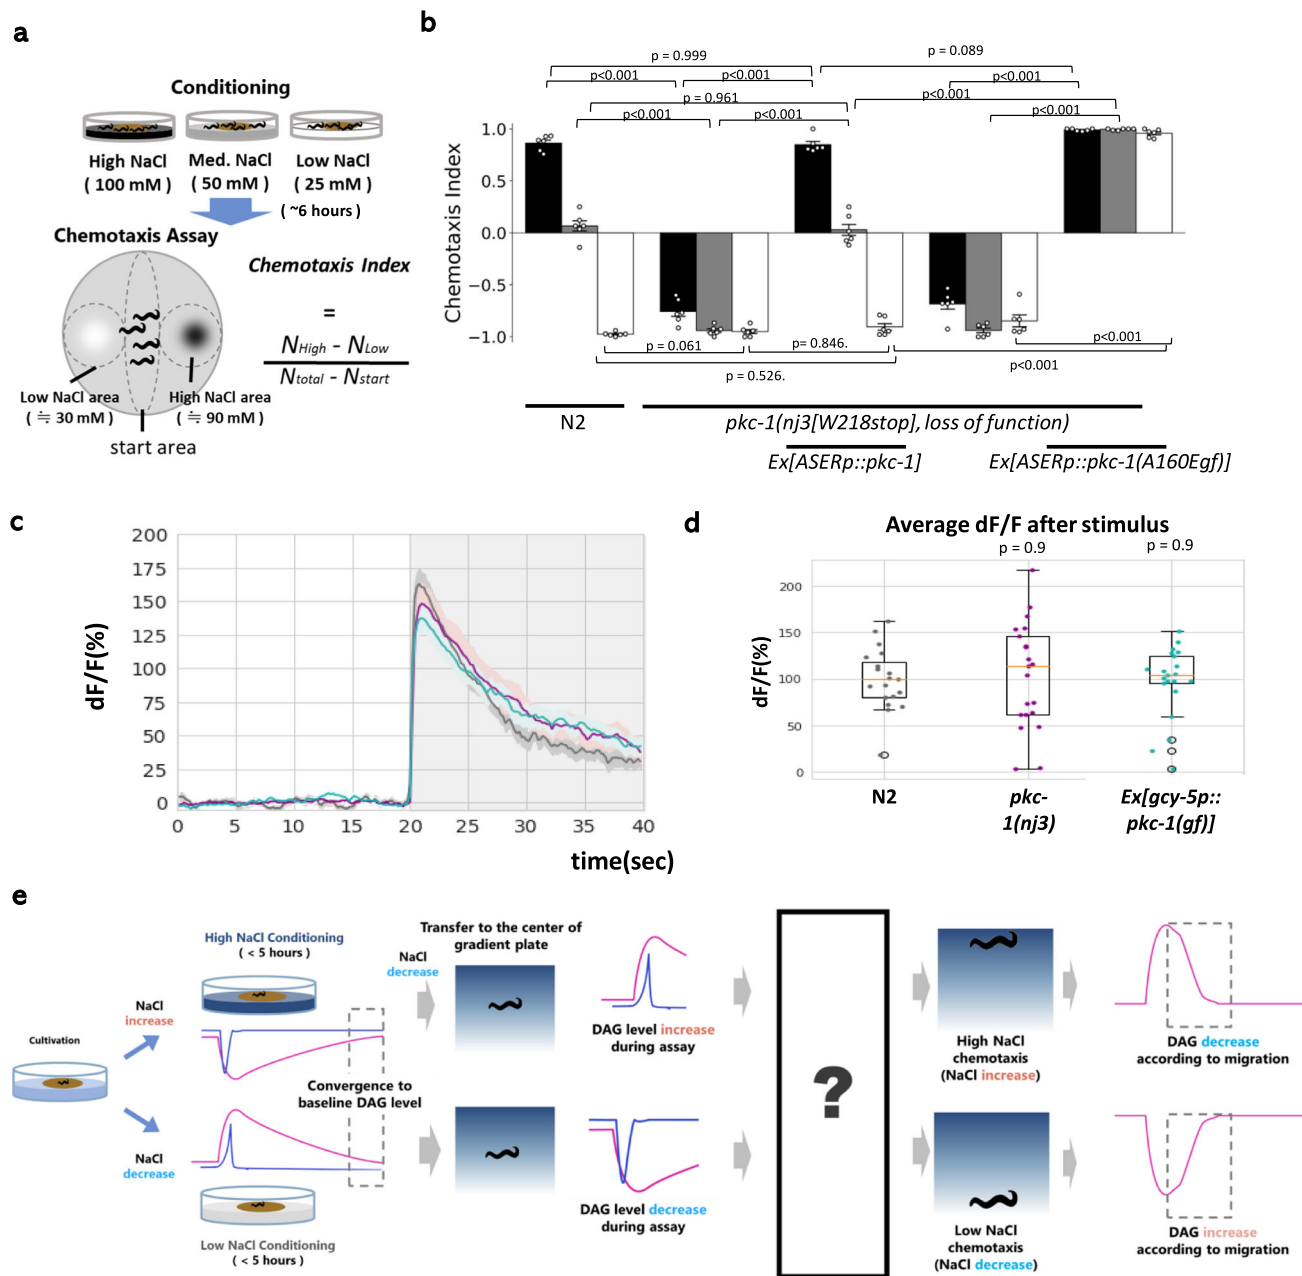 a
Conditioning
High NaCl
( 100 mM )
Med. NaCl
( 50 mM )
Low NaCl
( 25 mM )
( ~6 hours )
Chemotaxis Assay
Chemotaxis Index
=
NHigh - NLow
Ntotal - Nstart
Low NaCl area
( ≒ 30 mM )
High NaCl area
( ≒ 90 mM )
start area
b
p = 0.999
p = 0.089
p<0.001
p<0.001
p<0.001
p = 0.961
p<0.001
p<0.001
p<0.001
p<0.001
Chemotaxis Index
1.0
0.5
0.0
−0.5
−1.0
p = 0.061
p = 0.846.
p<0.001
p = 0.526.
p<0.001
N2
pkc-1(nj3[W218stop], loss of function)
Ex[ASERp::pkc-1]
Ex[ASERp::pkc-1(A160Egf)]
c
dF/F(%)
200
175
150
125
100
75
50
25
0
0 5 10 15 20 25 30 35 40
time(sec)
d
Average dF/F after stimulus
p = 0.9
p = 0.9
dF/F(%)
200
150
100
50
0
N2
pkc-
1(nj3)
Ex[gcy-5p::
pkc-1(gf)]
e
Cultivation
NaCl
increase
NaCl
decrease
High NaCl Conditioning
( < 5 hours )
Convergence to
baseline DAG level
Low NaCl Conditioning
( < 5 hours )
NaCl
decrease
Transfer to the center of
gradient plate
DAG level increase
during assay
DAG level decrease
during assay
?
High NaCl
chemotaxis
(NaCl increase)
Low NaCl
chemotaxis
(NaCl decrease)
DAG decrease
according to migration
DAG increase
according to migration